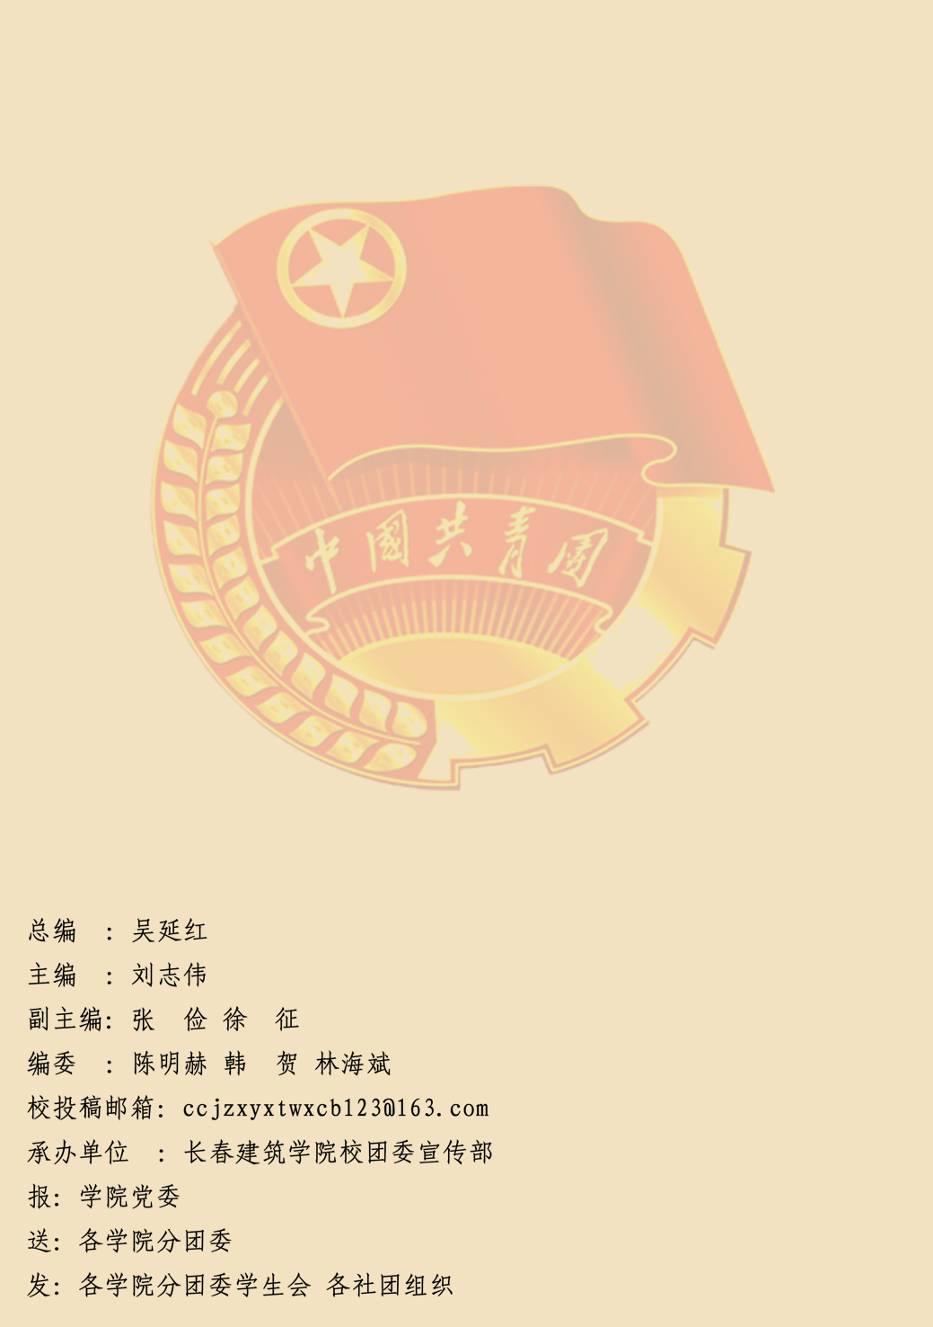 中國共青團
总编　：吴延红
主编　：刘志伟
副主编：张　俭 徐　征
编委　：陈明赫 韩　贺 林海斌
校投稿邮箱：ccjzxyxtwxcb123@163.com
承办单位　：长春建筑学院校团委宣传部
报：学院党委
送：各学院分团委
发：各学院分团委学生会 各社团组织